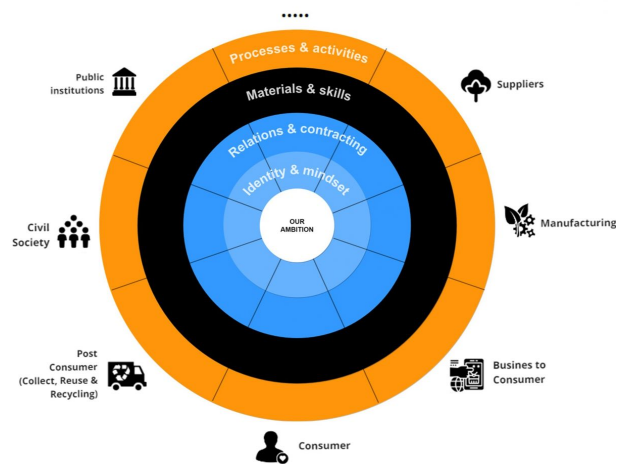 .....
Processes & activities
Materials & skills
Relations & contracting
Identity & mindset
OUR
AMBITION
Public
institutions
Suppliers
Civil
Society
Manufacturing
Post
Consumer
(Collect, Reuse &
Recycling)
Busines to
Consumer
Consumer